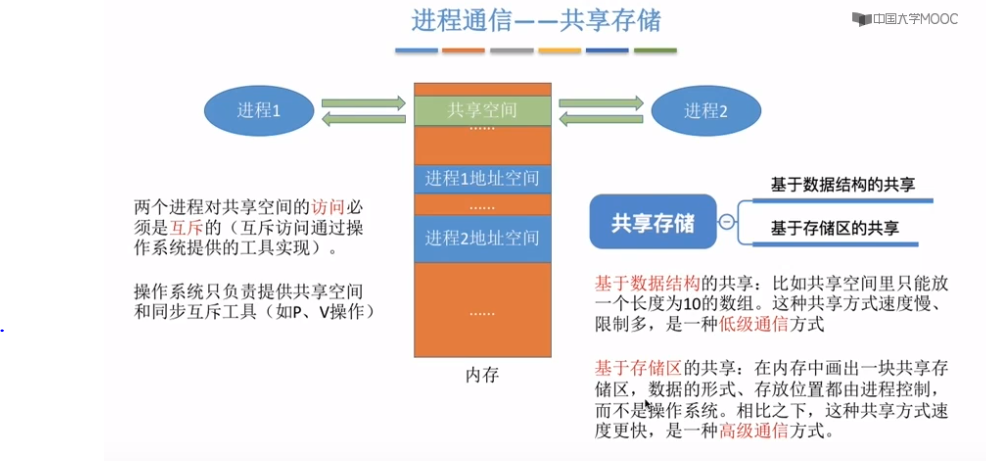 进程通信——共享存储
中国大学MOOC
进程1
共享空间
进程2
......
进程1地址空间
......
进程2地址空间
......
内存
两个进程对共享空间的访问必
须是互斥的（互斥访问通过操
作系统提供的工具实现）。
操作系统只负责提供共享空间
和同步互斥工具（如P、V操作）
共享存储
基于数据结构的共享
基于存储区的共享
基于数据结构的共享：比如共享空间里只能放
一个长度为10的数组。这种共享方式速度慢、
限制多，是一种低级通信方式
基于存储区的共享：在内存中画出一块共享存
储区，数据的形式、存放位置都由进程控制，
而不是操作系统。相比之下，这种共享方式速
度更快，是一种高级通信方式。